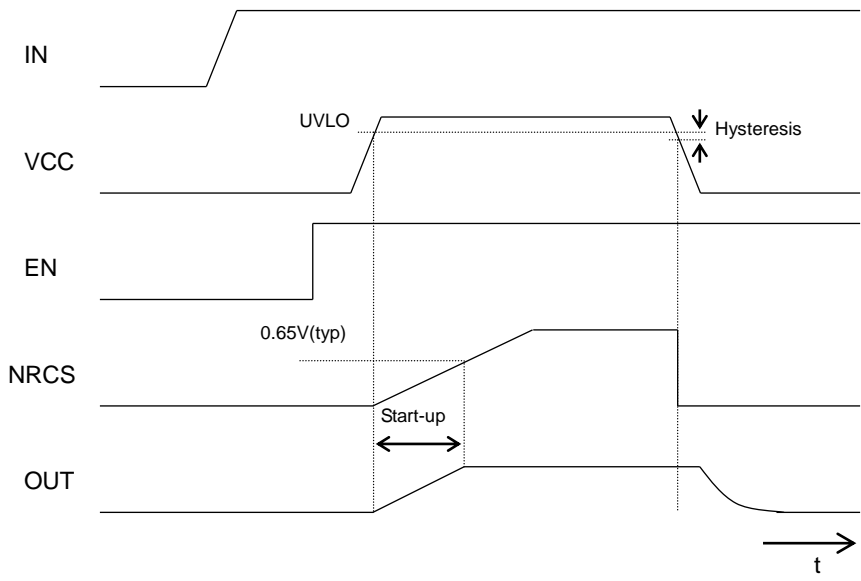 IN
UVLO
Hysteresis
VCC
EN
0.65V(typ)
NRCS
Start-up
OUT
t